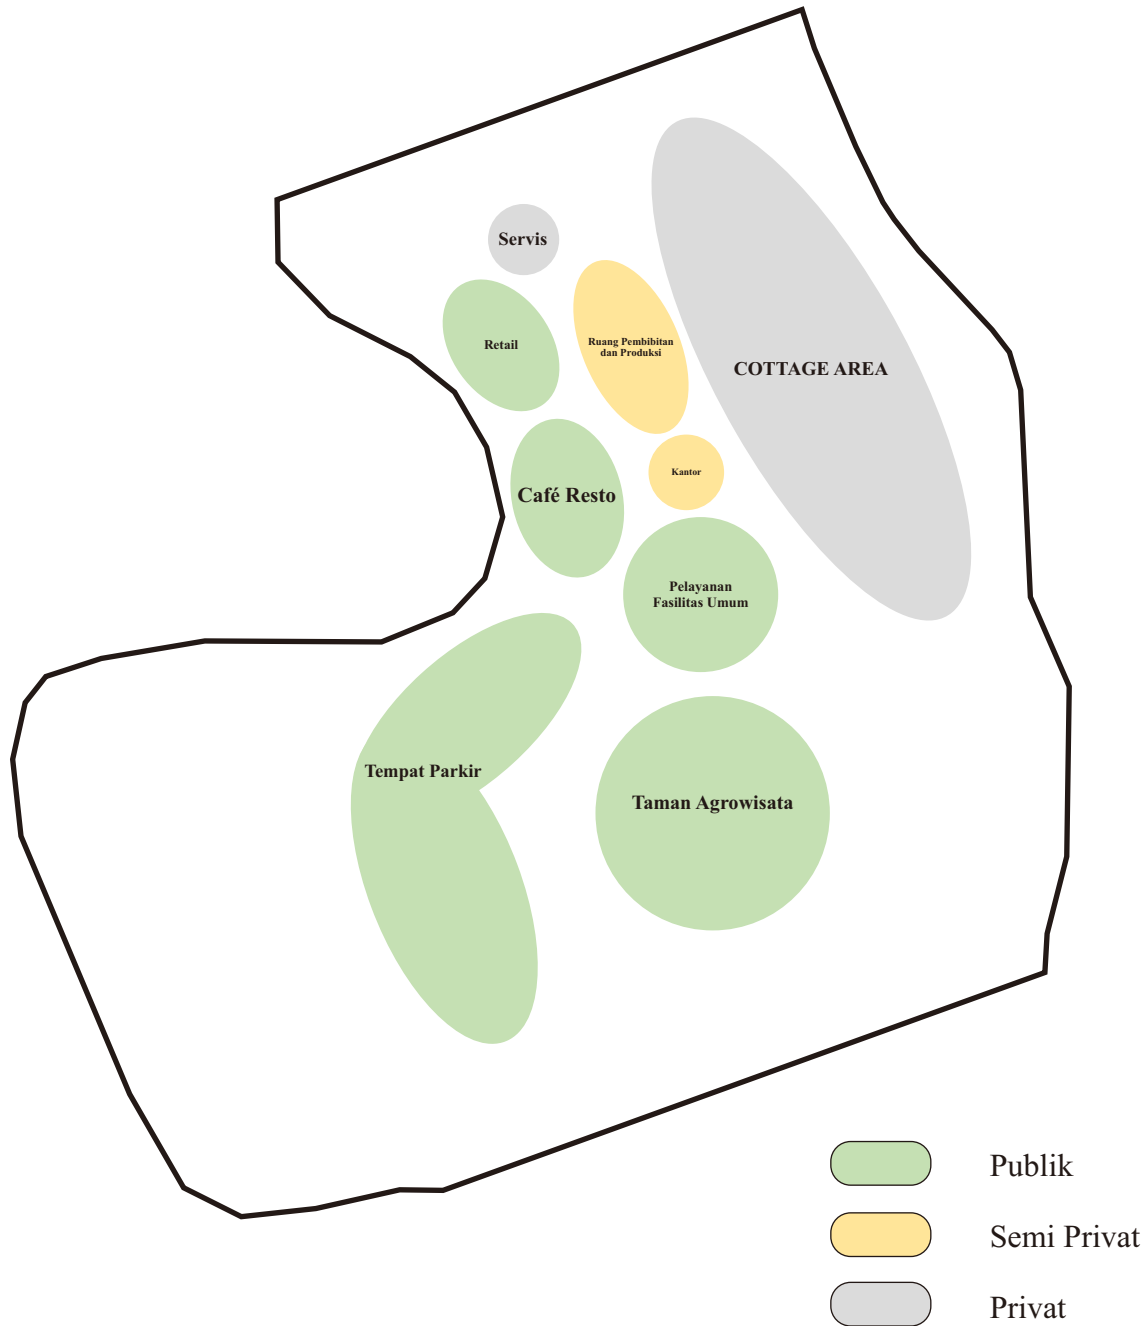 Servis
Retail
Ruang Pembibitan
dan Produksi
COTTAGE AREA
Kantor
Café Resto
Pelayanan
Fasilitas Umum
Tempat Parkir
Taman Agrowisata
Publik
Semi Privat
Privat